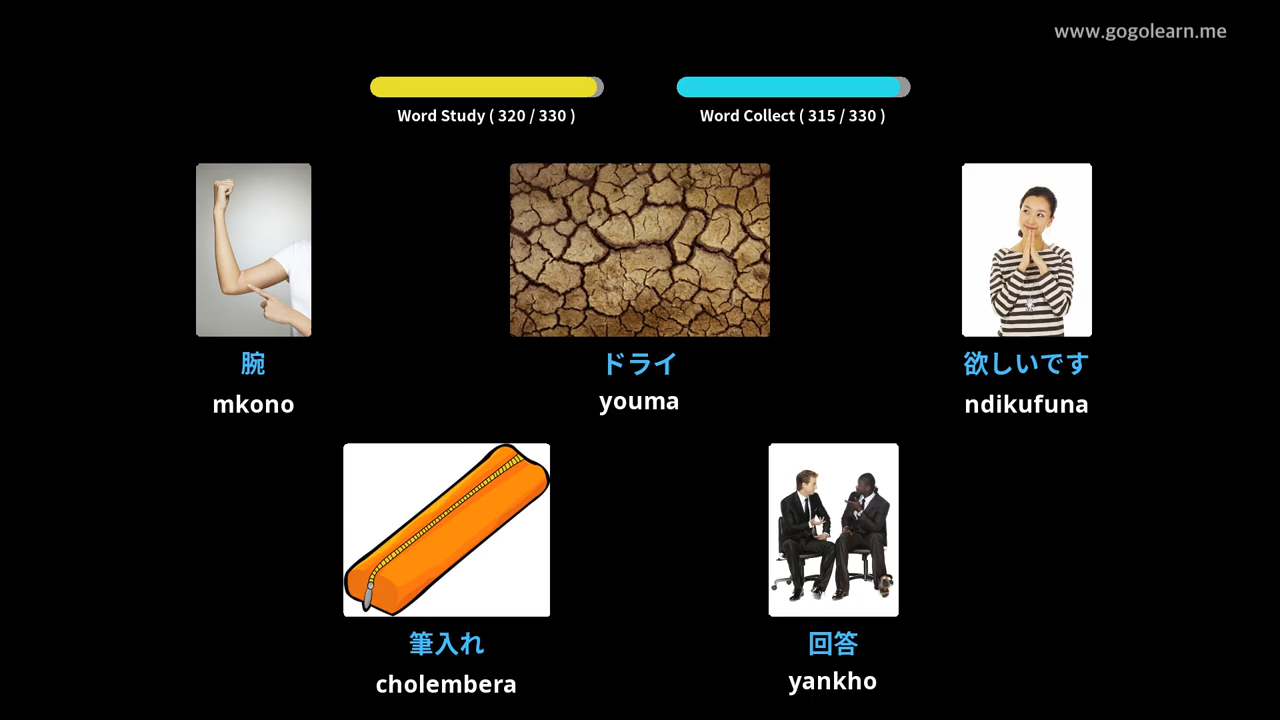 www.gogolearn.me
Word Study ( 320 / 330 )
Word Collect ( 315 / 330 )
腕
mkono
ドライ
youma
欲しいです
ndikufuna
筆入れ
cholembera
回答
yankho